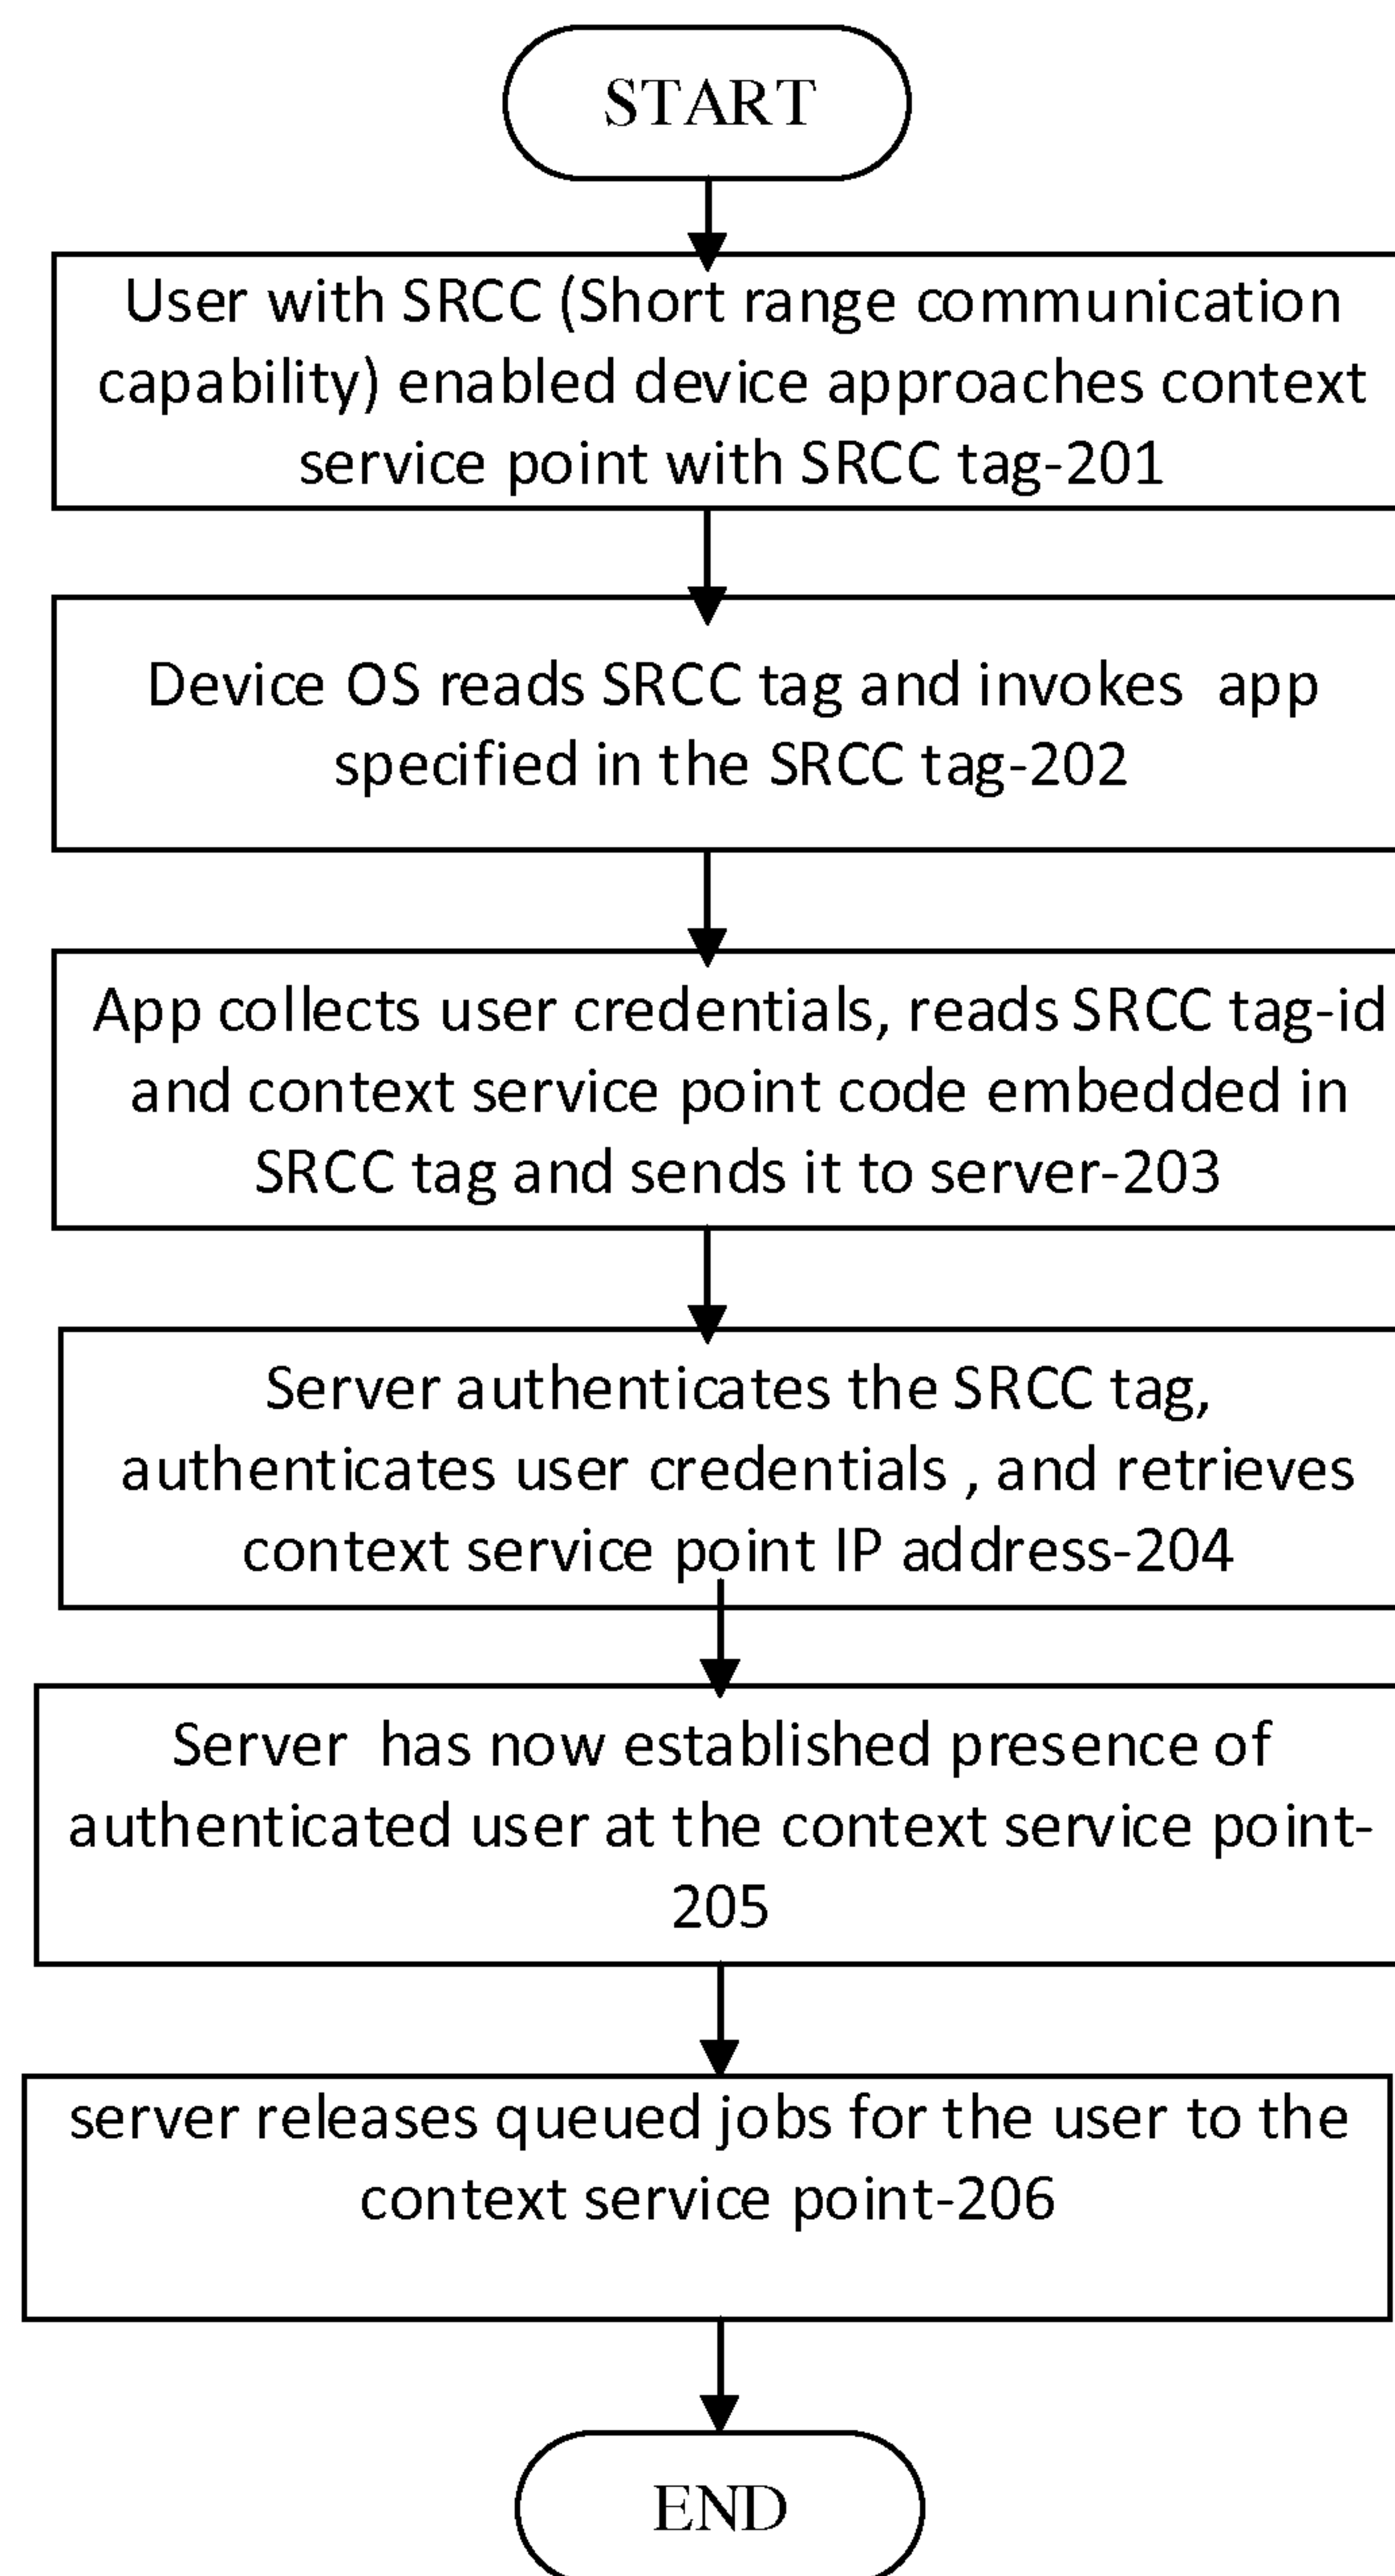 START
User with SRCC (Short range communication
capability) enabled device approaches context
service point with SRCC tag-201
Device OS reads SRCC tag and invokes  app
specified in the SRCC tag-202
App collects user credentials, reads SRCC tag-id
and context service point code embedded in
SRCC tag and sends it to server-203
Server authenticates the SRCC tag,
authenticates user credentials , and retrieves
context service point IP address-204
Server  has now established presence of
authenticated user at the context service point-
205
server releases queued jobs for the user to the
context service point-206
END